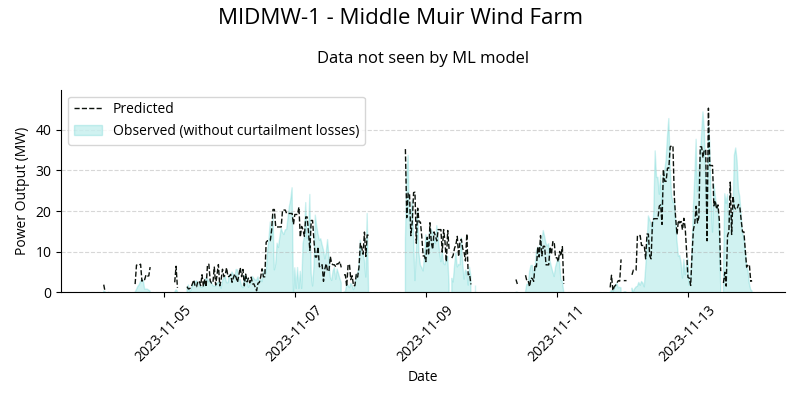 MIDMW-1 - Middle Muir Wind Farm
Data not seen by ML model
Predicted
Observed (without curtailment losses)
Power Output (MW)
40
30
20
10
0
2023-11-05
2023-11-07
2023-11-09
2023-11-11
2023-11-13
Date